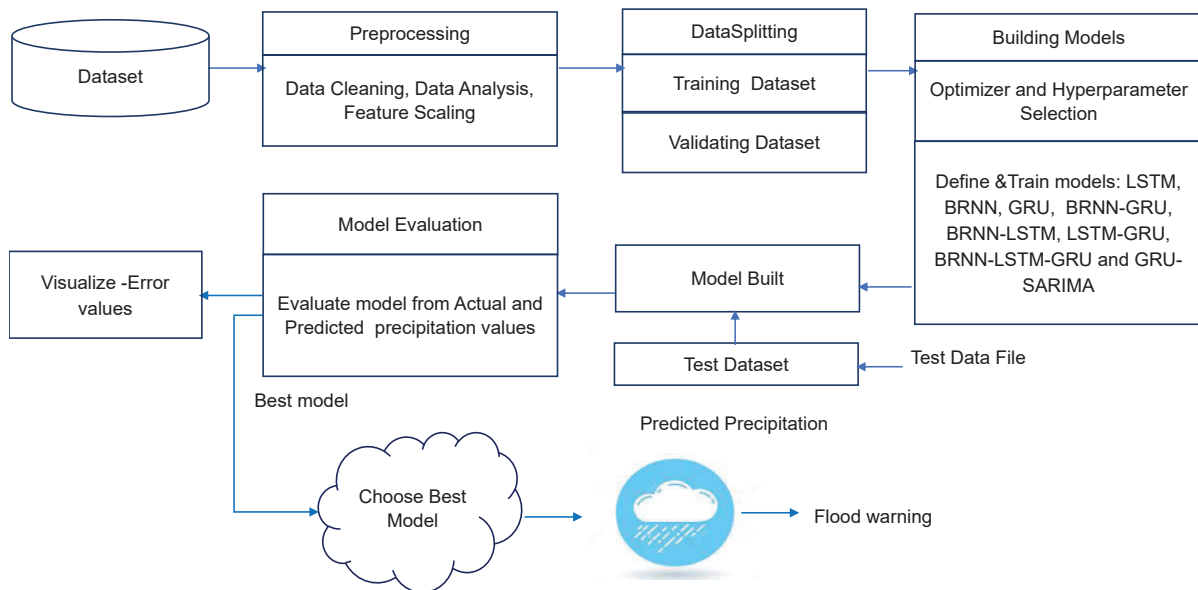 Dataset
Preprocessing
Data Cleaning, Data Analysis,
Feature Scaling
DataSplitting
Training Dataset
Validating Dataset
Building Models
Optimizer and Hyperparameter
Selection
Define &Train models: LSTM,
BRNN, GRU, BRNN-GRU,
BRNN-LSTM, LSTM-GRU,
BRNN-LSTM-GRU and GRU-
SARIMA
Model Built
Test Dataset
Test Data File
Model Evaluation
Evaluate model from Actual and
Predicted precipitation values
Visualize -Error
values
Best model
Choose Best
Model
Predicted Precipitation
Flood warning